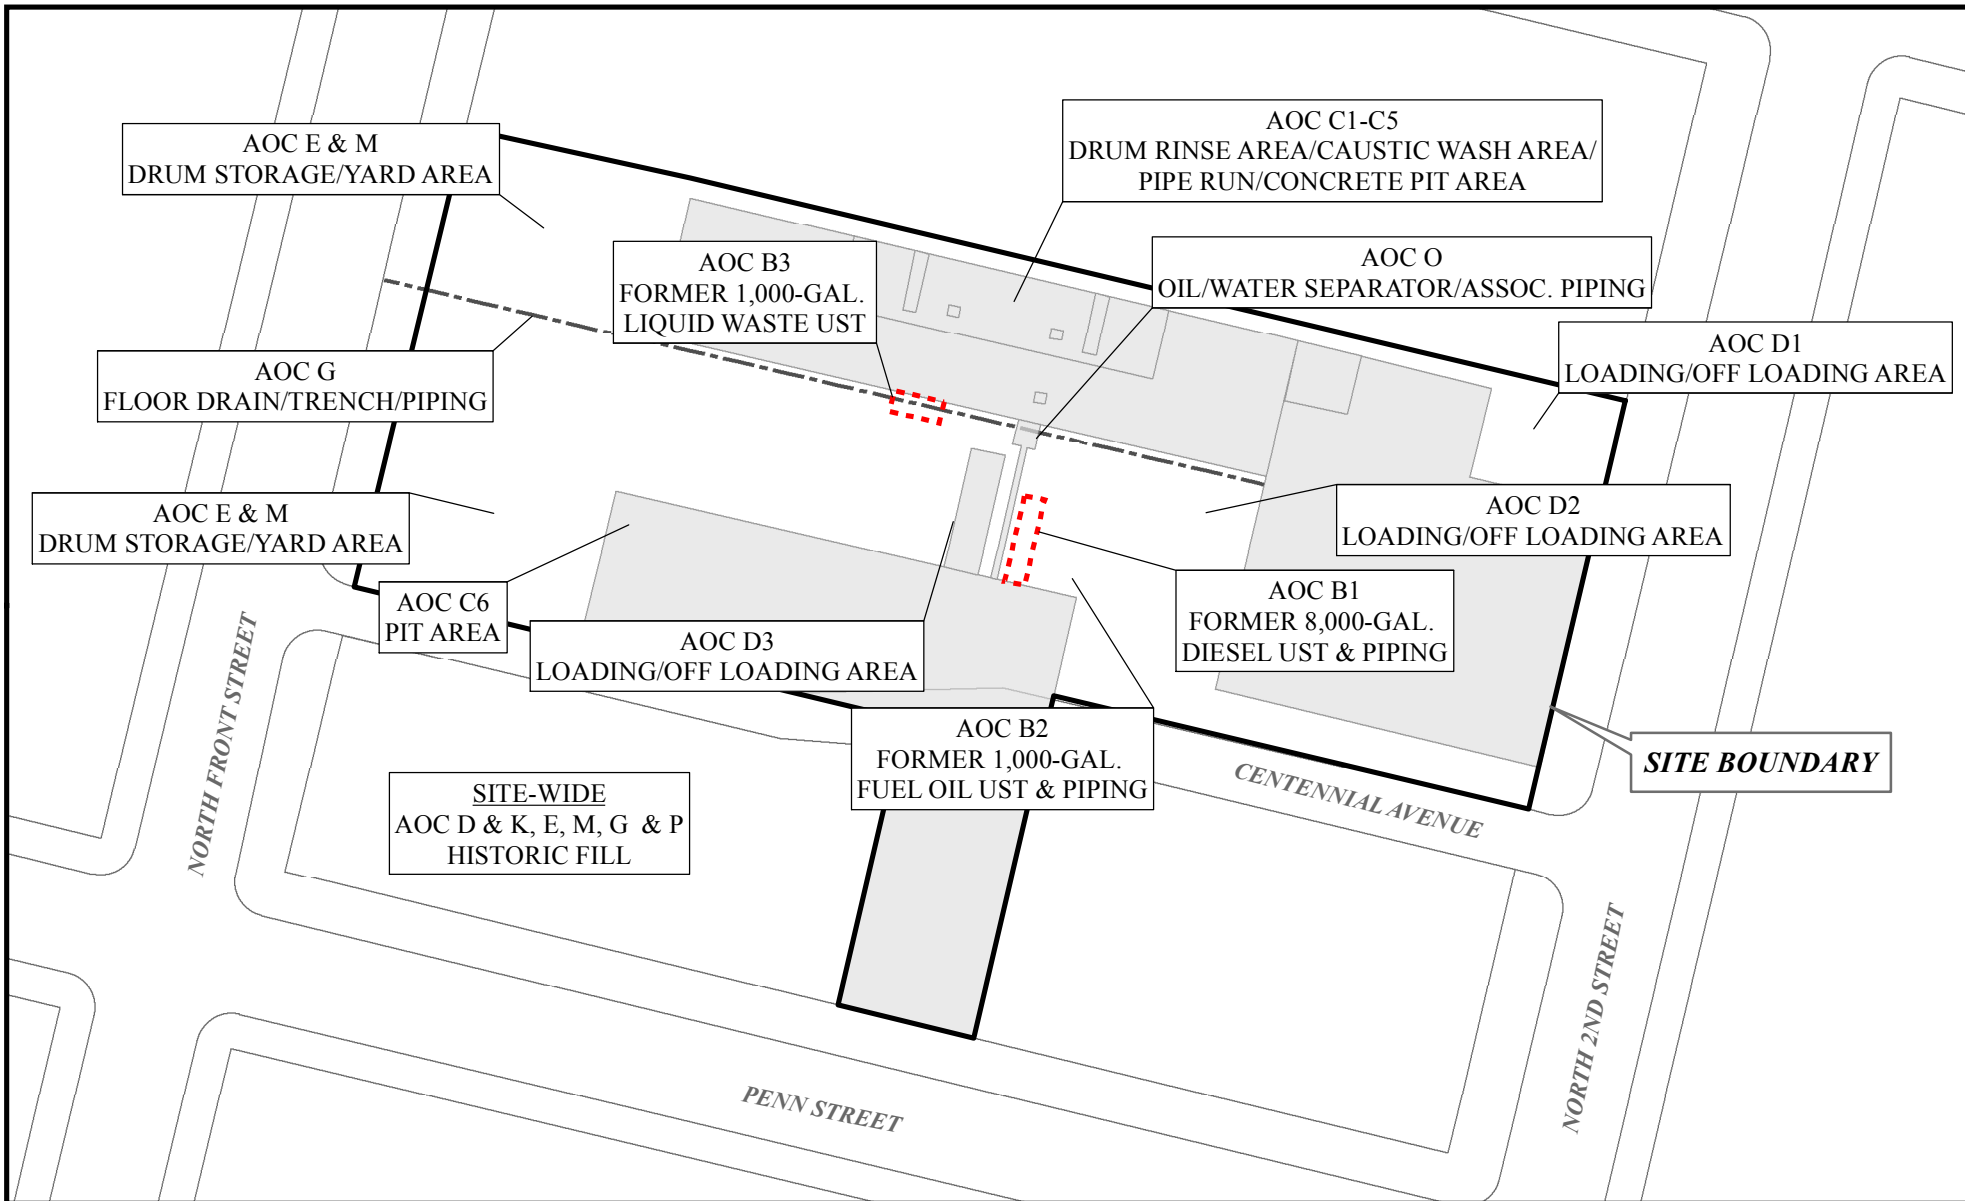 AOC E & M
DRUM STORAGE/YARD AREA
AOC C1-C5
DRUM RINSE AREA/CAUSTIC WASH AREA/
PIPE RUN/CONCRETE PIT AREA
AOC B3
FORMER 1,000-GAL.
LIQUID WASTE UST
AOC O
OIL/WATER SEPARATOR/ASSOC. PIPING
AOC D1
LOADING/OFF LOADING AREA
AOC G
FLOOR DRAIN/TRENCH/PIPING
AOC E & M
DRUM STORAGE/YARD AREA
AOC D2
LOADING/OFF LOADING AREA
AOC C6
PIT AREA
AOC D3
LOADING/OFF LOADING AREA
AOC B1
FORMER 8,000-GAL.
DIESEL UST & PIPING
AOC B2
FORMER 1,000-GAL.
FUEL OIL UST & PIPING
SITE BOUNDARY
SITE-WIDE
AOC D & K, E, M, G & P
HISTORIC FILL
NORTH FRONT STREET
CENTENNIAL AVENUE
NORTH 2ND STREET
PENN STREET